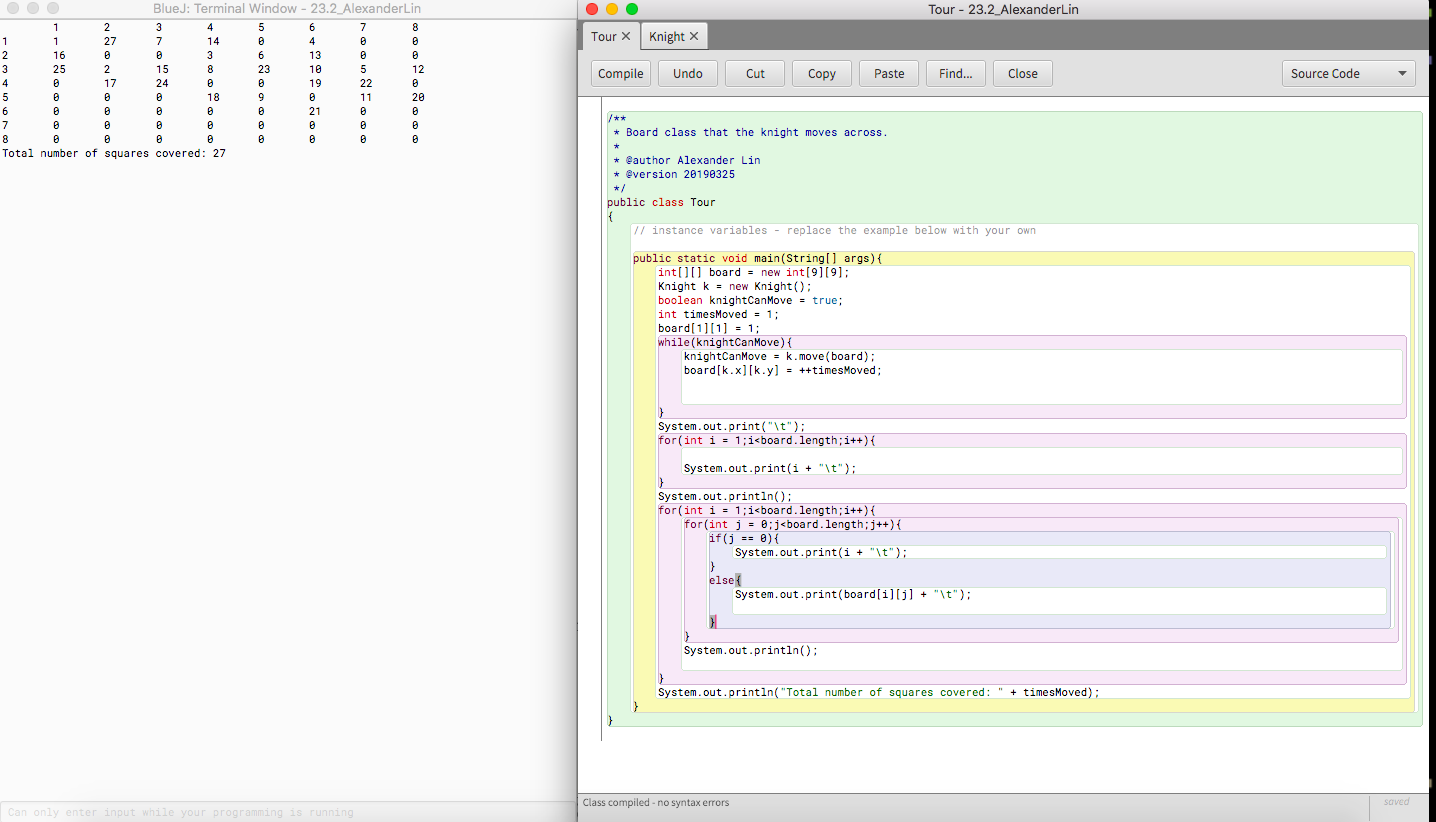 BlueJ: Terminal Window - 23.2_AlexanderLin
1 2 3 4 5 6 7 8
1 1 27 7 14 0 4 0 0
2 16 0 0 3 6 13 0 0
3 25 2 15 8 23 10 5 12
4 0 17 24 0 0 19 22 0
5 0 0 0 18 9 0 11 20
6 0 0 0 0 0 21 0 0
7 0 0 0 0 0 0 0 0
8 0 0 0 0 0 0 0 0
Total number of squares covered: 27
Can only enter input while your programming is running
Tour - 23.2_AlexanderLin
Tour ✕ Knight ✕
Compile Undo Cut Copy Paste Find... Close Source Code
/**
 * Board class that the knight moves across.
 *
 * @author Alexander Lin
 * @version 20190325
 */
public class Tour
{
    // instance variables - replace the example below with your own
    public static void main(String[] args){
        int[][] board = new int[9][9];
        Knight k = new Knight();
        boolean knightCanMove = true;
        int timesMoved = 1;
        board[1][1] = 1;
        while(knightCanMove){
            knightCanMove = k.move(board);
            board[k.x][k.y] = ++timesMoved;
        }
        System.out.print("\t");
        for(int i = 1;i<board.length;i++){
            System.out.print(i + "\t");
        }
        System.out.println();
        for(int i = 1;i<board.length;i++){
            for(int j = 0;j<board.length;j++){
                if(j == 0){
                    System.out.print(i + "\t");
                }
                else{
                    System.out.print(board[i][j] + "\t");
                }
            }
            System.out.println();
        }
        System.out.println("Total number of squares covered: " + timesMoved);
    }
}
Class compiled - no syntax errors
saved